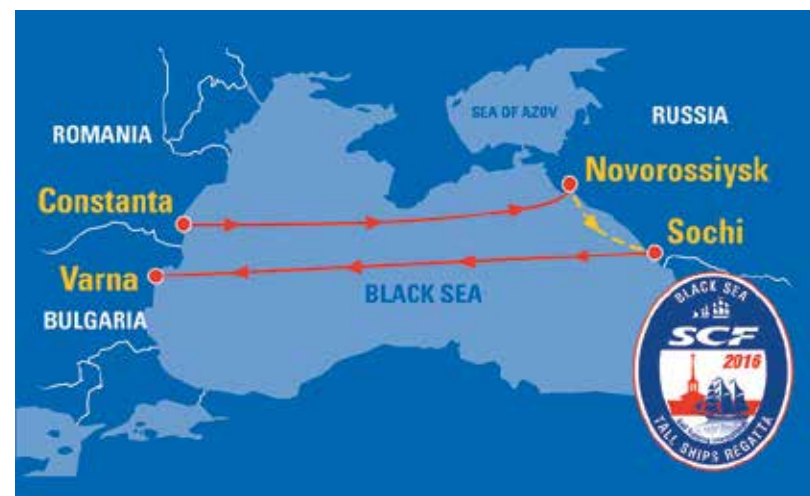 SEA OF AZOV
RUSSIA
ROMANIA
Novorossiysk
Constanta
Sochi
Varna
BLACK SEA
BULGARIA
BLACK SEA
SCF
2016
TALL SHIPS REGATTA